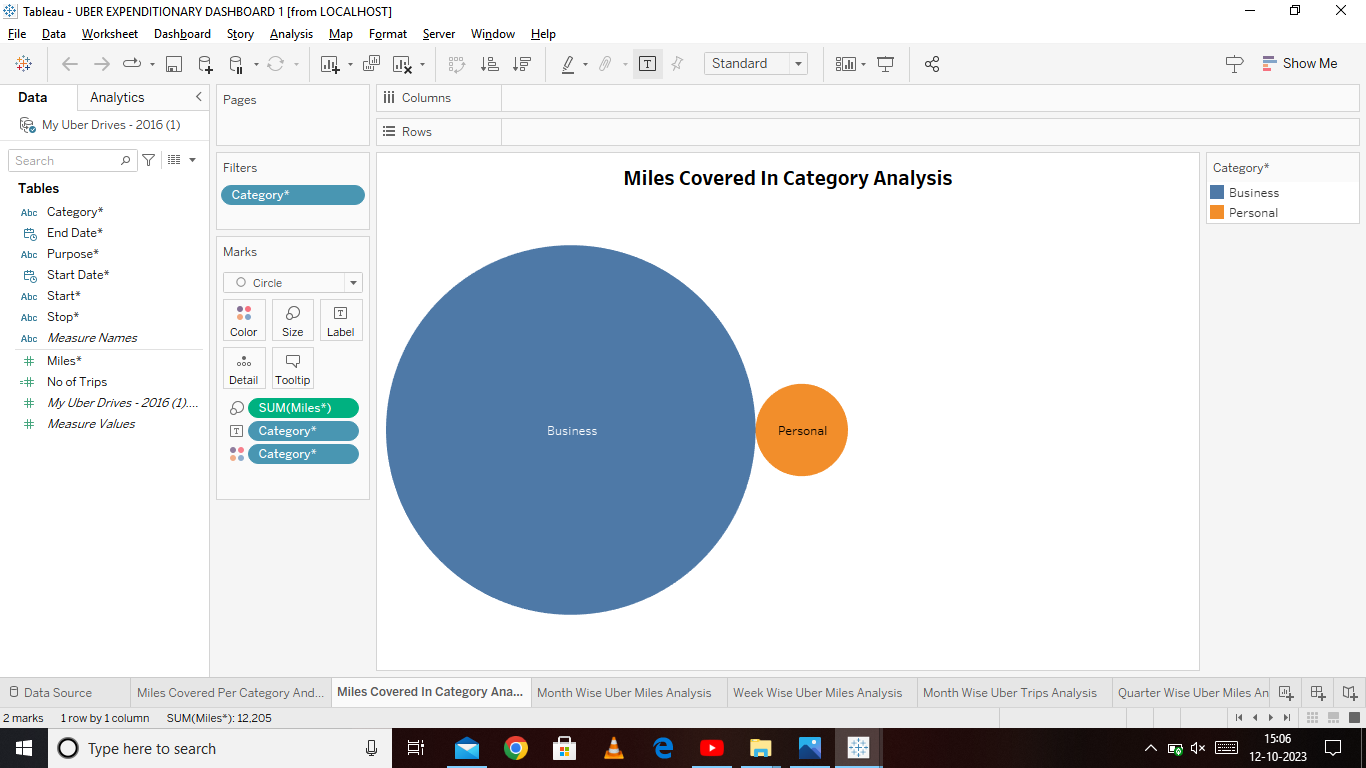 Tableau - UBER EXPENDITIONARY DASHBOARD 1 [from LOCALHOST]
File Data Worksheet Dashboard Story Analysis Map Format Server Window Help
Standard
Show Me
Data Analytics
My Uber Drives - 2016 (1)
Search
Tables
Abc Category*
End Date*
Abc Purpose*
Start Date*
Abc Start*
Abc Stop*
Abc Measure Names
Miles*
No of Trips
My Uber Drives - 2016 (1)....
Measure Values
Pages
Filters
Category*
Marks
Circle
Color Size Label
Detail Tooltip
SUM(Miles*)
Category*
Category*
Columns
Rows
Miles Covered In Category Analysis
Business
Personal
Category*
Business
Personal
Data Source Miles Covered Per Category And... Miles Covered In Category Ana... Month Wise Uber Miles Analysis Week Wise Uber Miles Analysis Month Wise Uber Trips Analysis Quarter Wise Uber Miles An
2 marks 1 row by 1 column SUM(Miles*): 12,205
Type here to search
15:06
12-10-2023